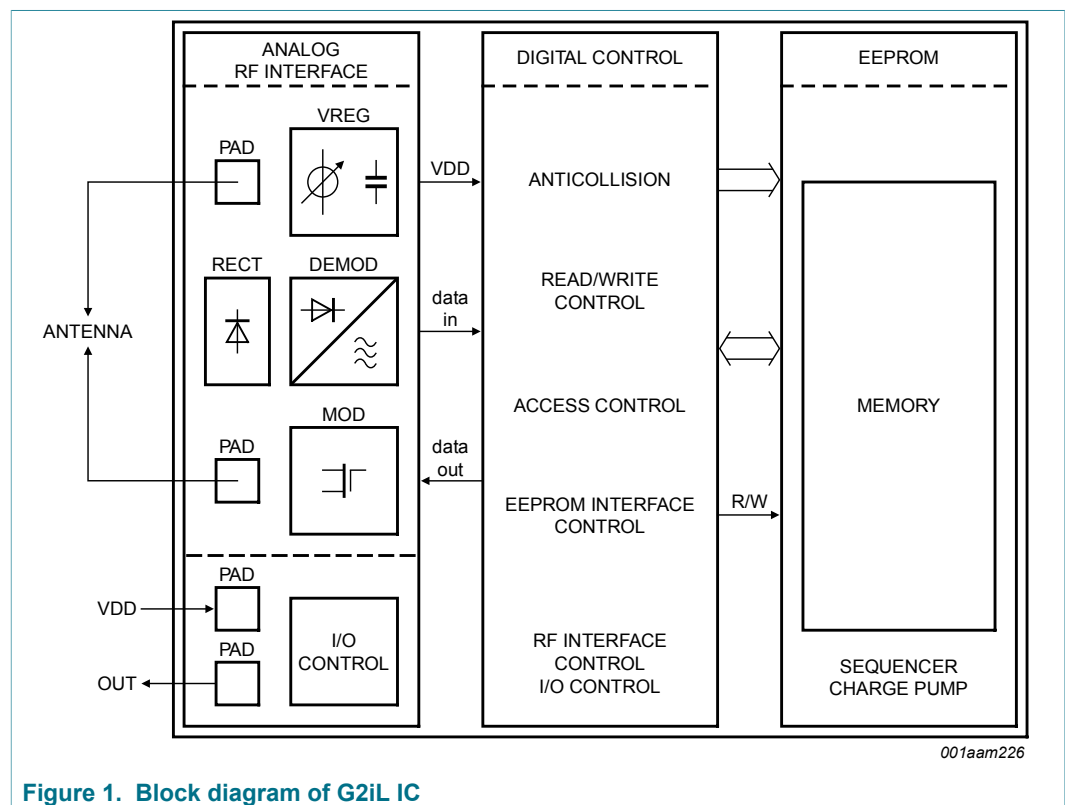 ANALOG
RF INTERFACE
VREG
PAD
RECT
DEMOD
ANTENNA
MOD
PAD
PAD
VDD
PAD
OUT
I/O
CONTROL
VDD
data
in
data
out
DIGITAL CONTROL
ANTICOLLISION
READ/WRITE
CONTROL
ACCESS CONTROL
EEPROM INTERFACE
CONTROL
RF INTERFACE
CONTROL
I/O CONTROL
R/W
EEPROM
MEMORY
SEQUENCER
CHARGE PUMP
001aam226
Figure 1. Block diagram of G2iL IC